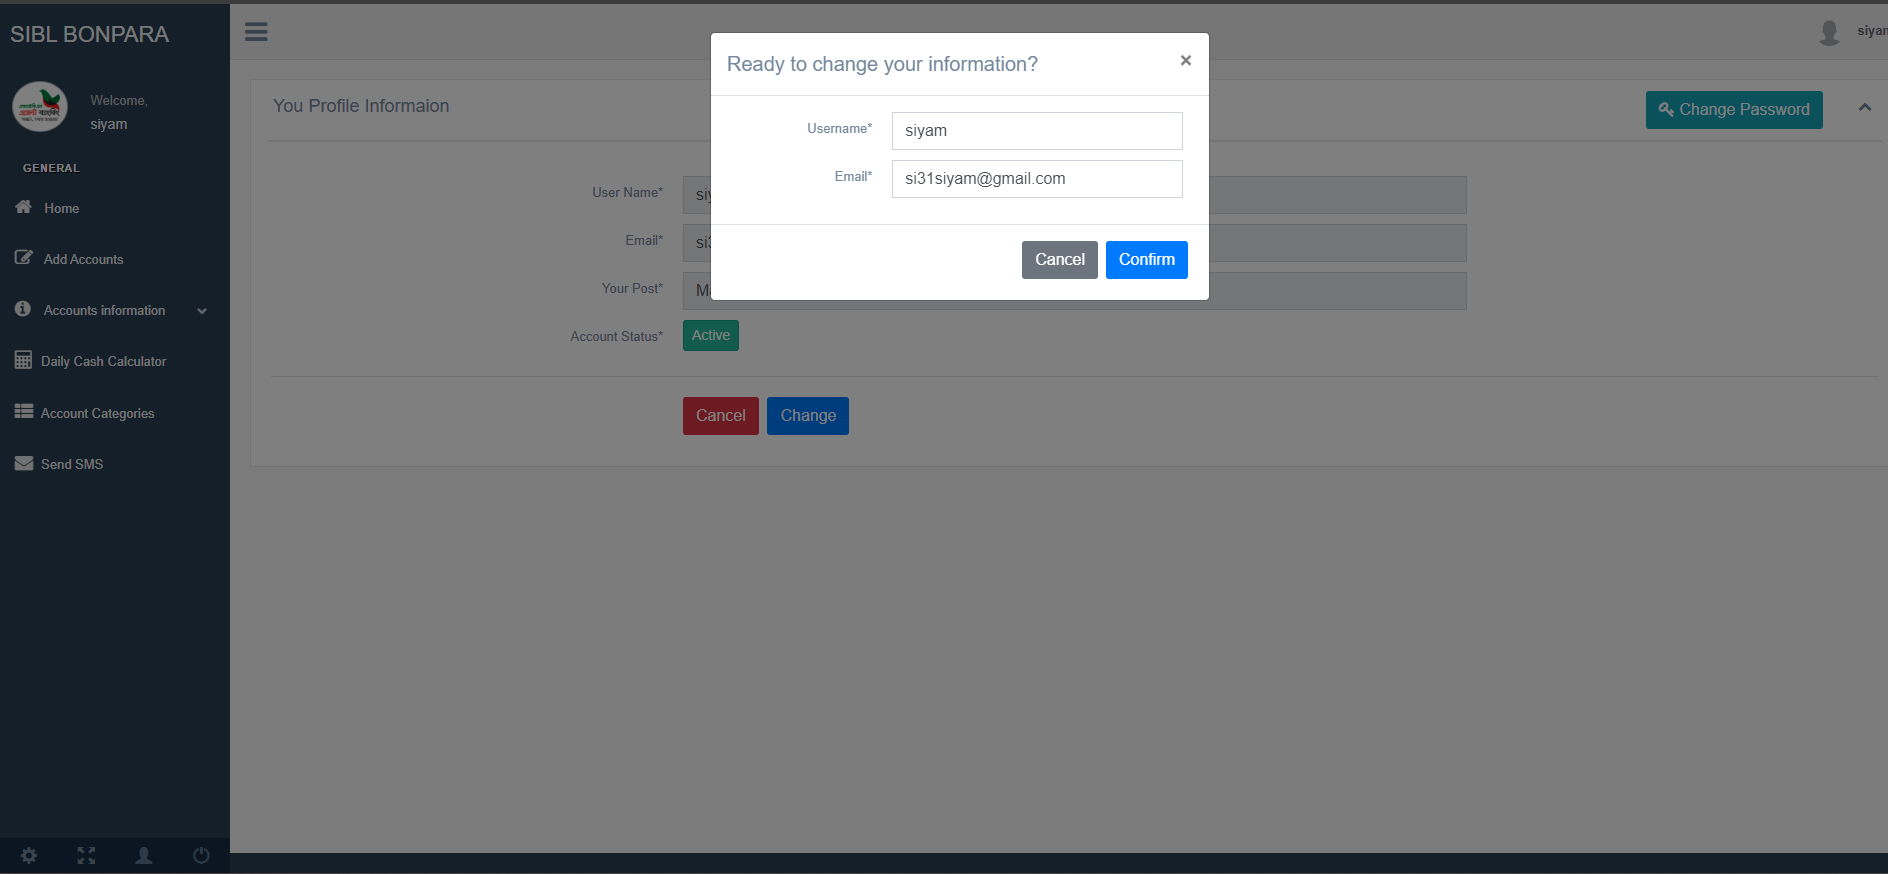 SIBL BONPARA
Welcome,
siyam
GENERAL
Home
Add Accounts
Accounts information
Daily Cash Calculator
Account Categories
Send SMS
Ready to change your information?
×
Username*
siyam
Email*
si31siyam@gmail.com
Cancel
Confirm
You Profile Informaion
Change Password
User Name*
Email*
Your Post*
Account Status*
Active
Cancel
Change